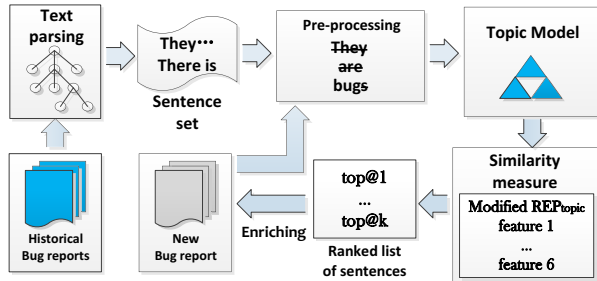 Text
parsing
They...
There is
Sentence
set
Pre-processing
They
are
bugs
Topic Model
Historical
Bug reports
New
Bug report
Enriching
top@1
...
top@k
Ranked list
of sentences
Similarity
measure
Modified REPtopic
feature 1
...
feature 6